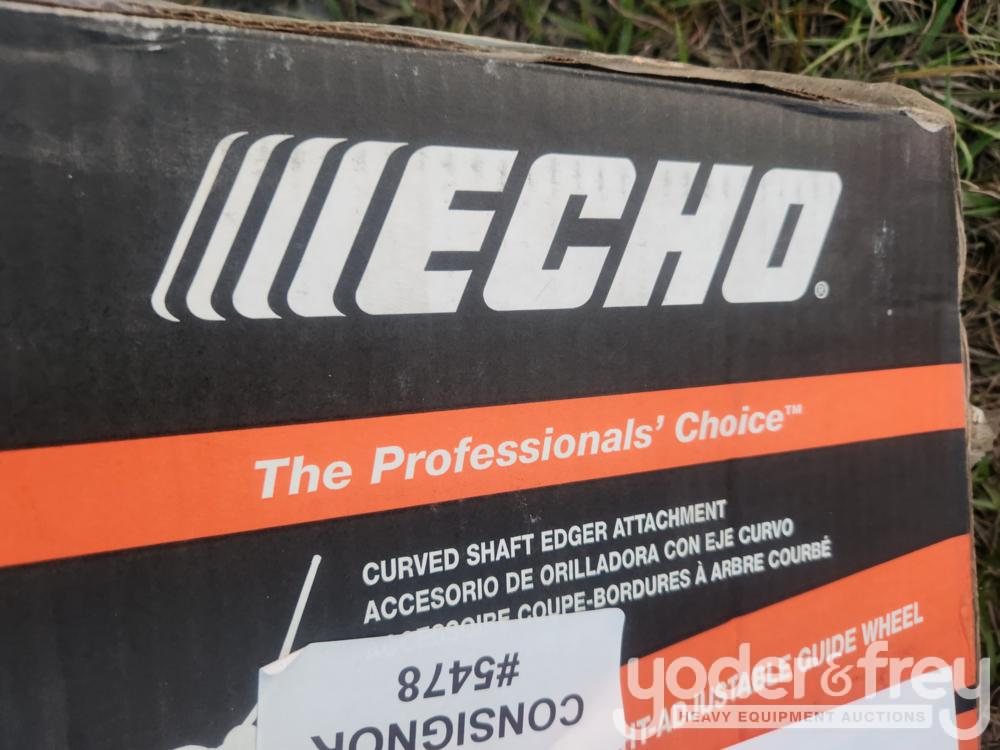 ECHO®
The Professionals' Choice™
CURVED SHAFT EDGER ATTACHMENT
ACCESORIO DE ORILLADORA CON EJE CURVO
ACCESSOIRE COUPE-BORDURES À ARBRE COURBÉ
GUIDE WHEEL
CONSIGNOR
#5478
yoder&frey
HEAVY EQUIPMENT AUCTIONS